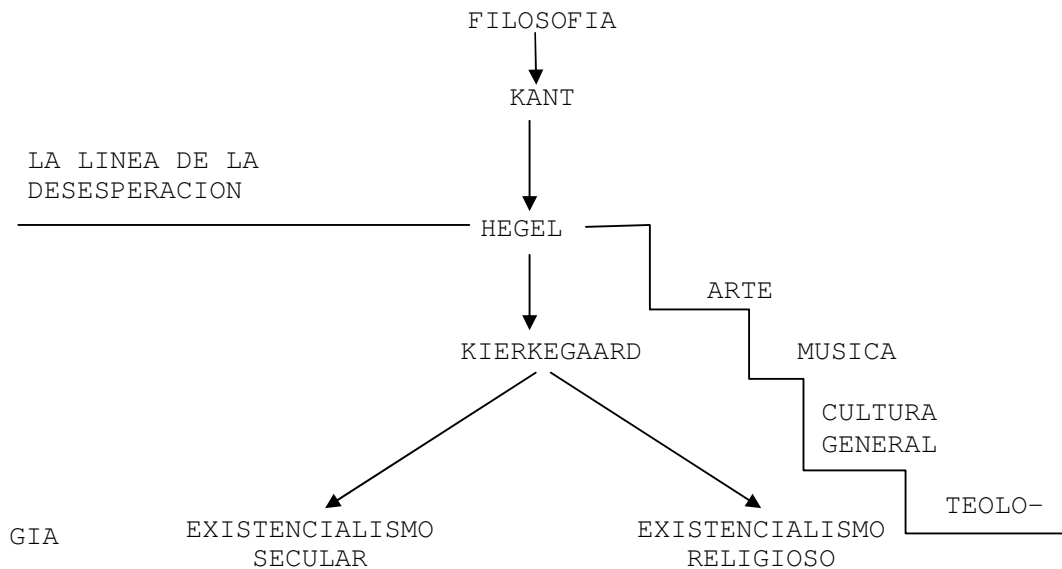 FILOSOFIA
KANT
LA LINEA DE LA
DESESPERACION
HEGEL
ARTE
KIERKEGAARD
MUSICA
CULTURA
GENERAL
TEOLO-
GIA
EXISTENCIALISMO
SECULAR
EXISTENCIALISMO
RELIGIOSO